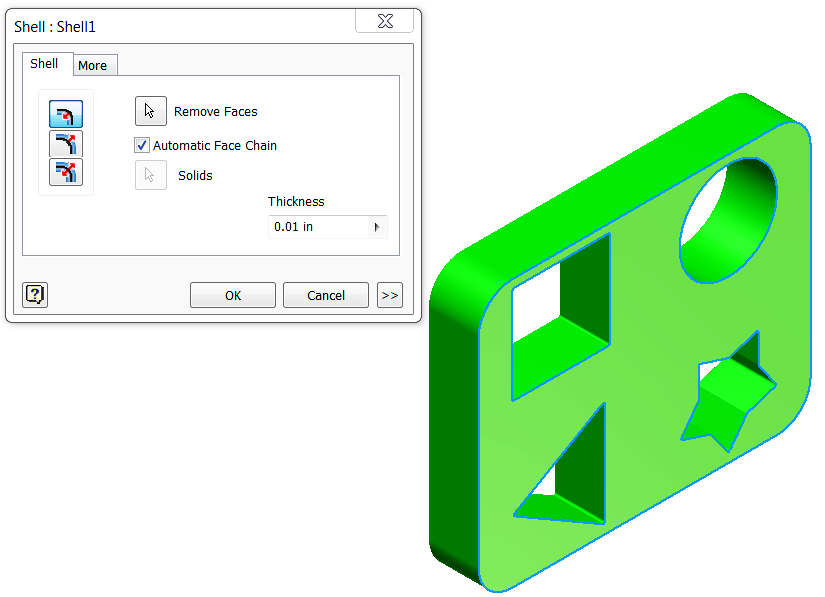 Shell : Shell1
Shell More
Remove Faces
Automatic Face Chain
Solids
Thickness
0.01 in
? OK Cancel >>